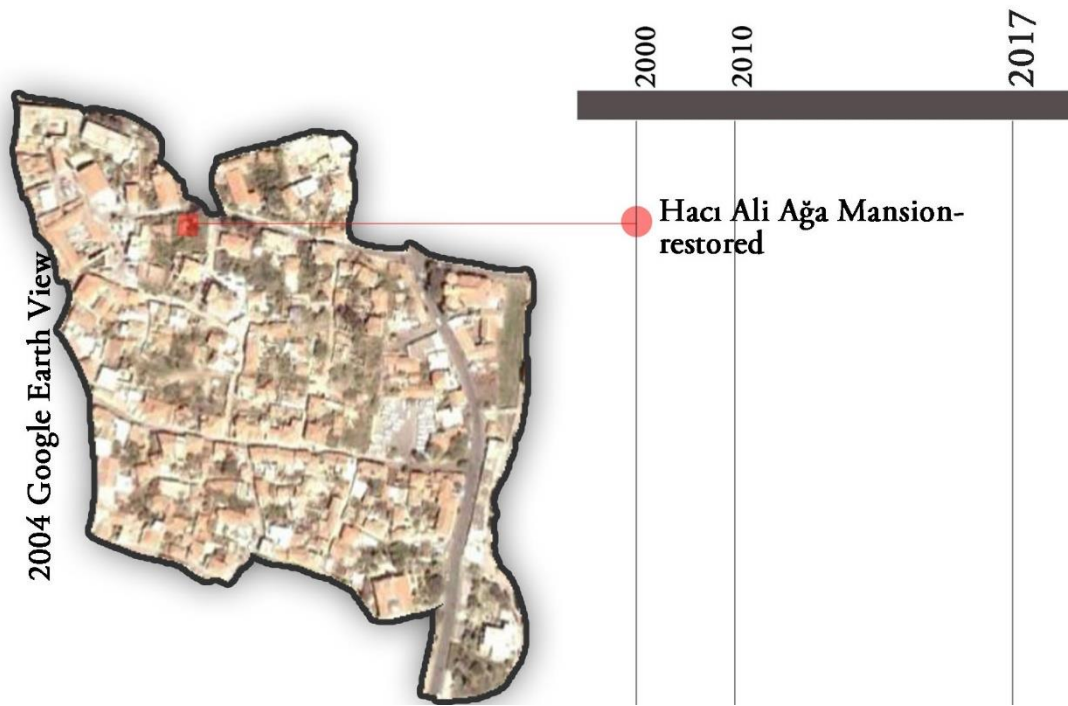 2000
2010
2017
Hacı Ali Ağa Mansion-
restored
2004 Google Earth View